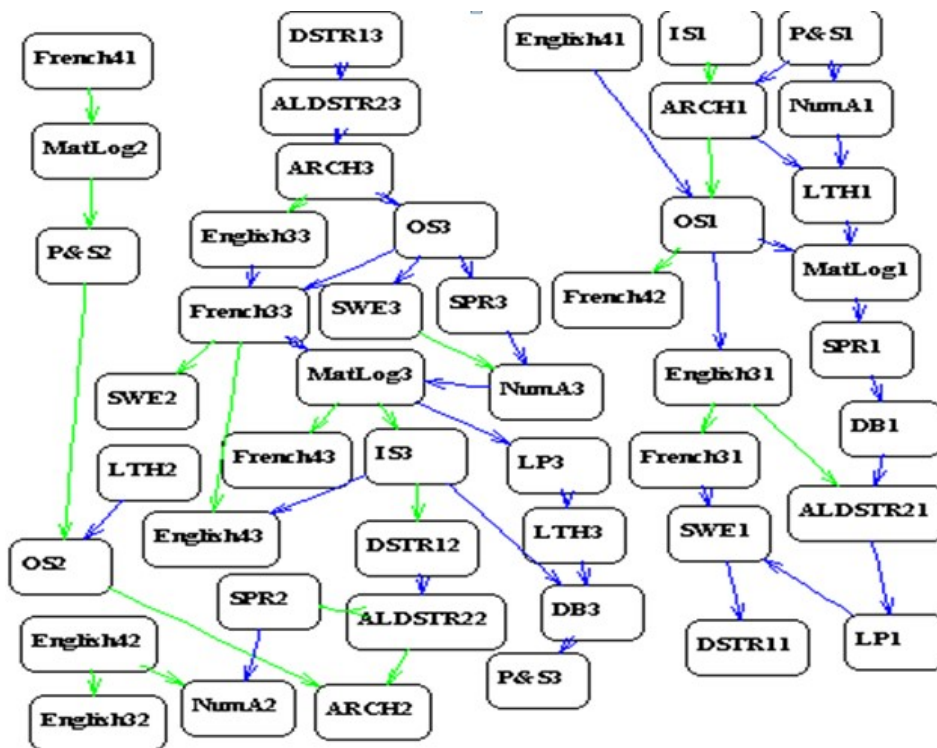 DSTR13
English41
IS1
P&S1
French41
ALDSTR23
ARCH1
NumA1
MatLog2
ARCH3
LTH1
P&S2
English33
OS3
OS1
MatLog1
French33
SWE3
SPR3
French42
SPR1
SWE2
MatLog3
NumA3
English31
DB1
LTH2
French43
IS3
LP3
French31
ALDSTR21
OS2
English43
DSTR12
LTH3
SWE1
SPR2
ALDSTR22
DB3
English42
DSTR11
LP1
English32
NumA2
ARCH2
P&S3